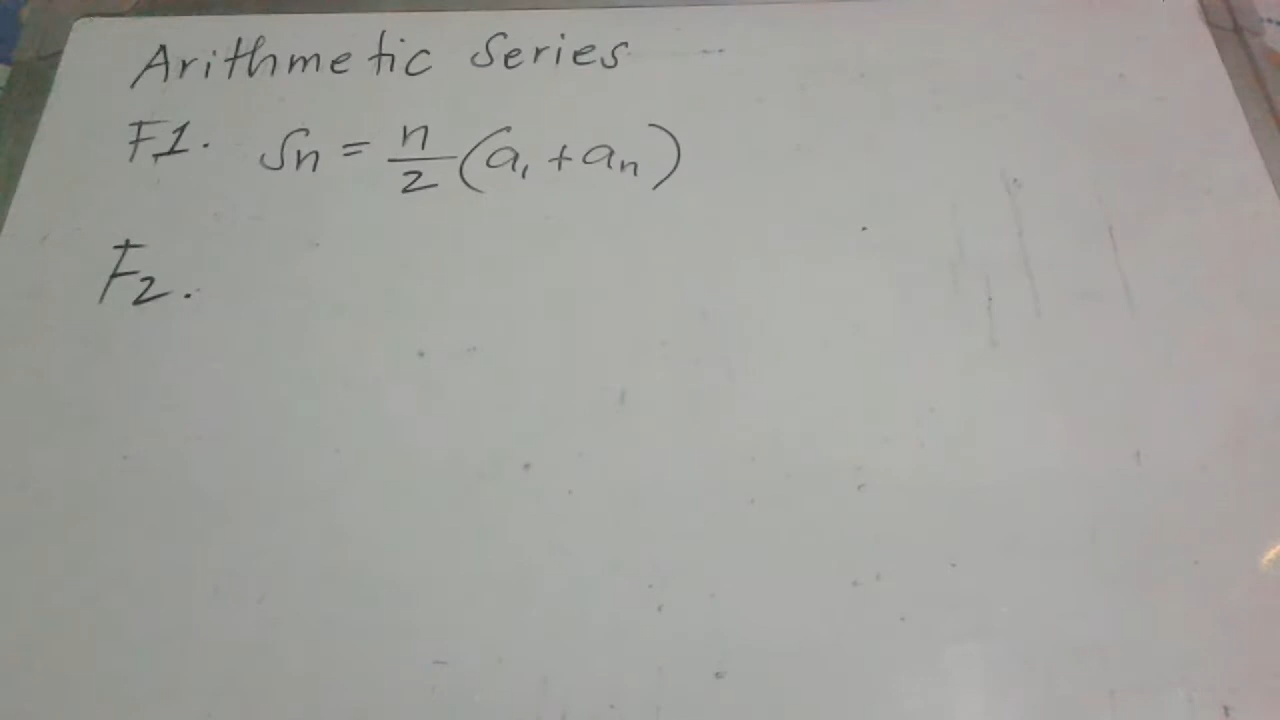 Arithmetic Series
F1. Sn = n/2 (a₁ + aₙ)
F2.